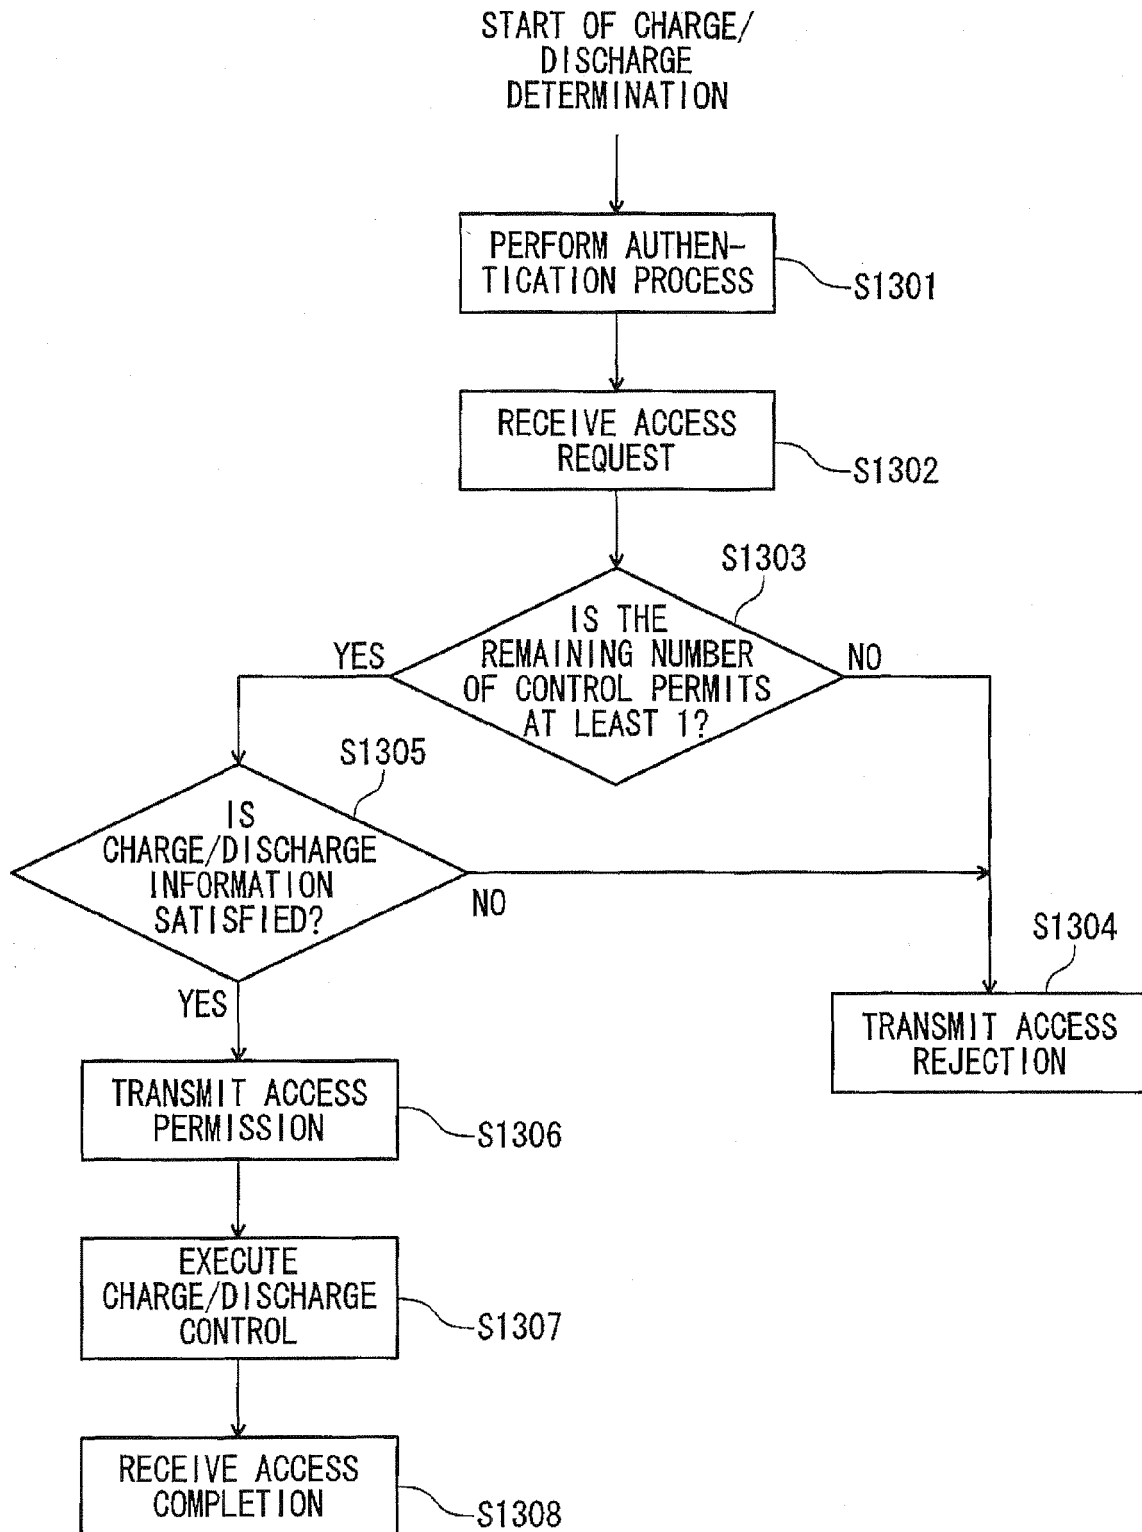 START OF CHARGE/
DISCHARGE
DETERMINATION
PERFORM AUTHEN-
TICATION PROCESS
S1301
RECEIVE ACCESS
REQUEST
S1302
S1303
IS THE
REMAINING NUMBER
OF CONTROL PERMITS
AT LEAST 1?
YES
NO
S1305
IS
CHARGE/DISCHARGE
INFORMATION
SATISFIED?
NO
YES
S1304
TRANSMIT ACCESS
REJECTION
TRANSMIT ACCESS
PERMISSION
S1306
EXECUTE
CHARGE/DISCHARGE
CONTROL
S1307
RECEIVE ACCESS
COMPLETION
S1308